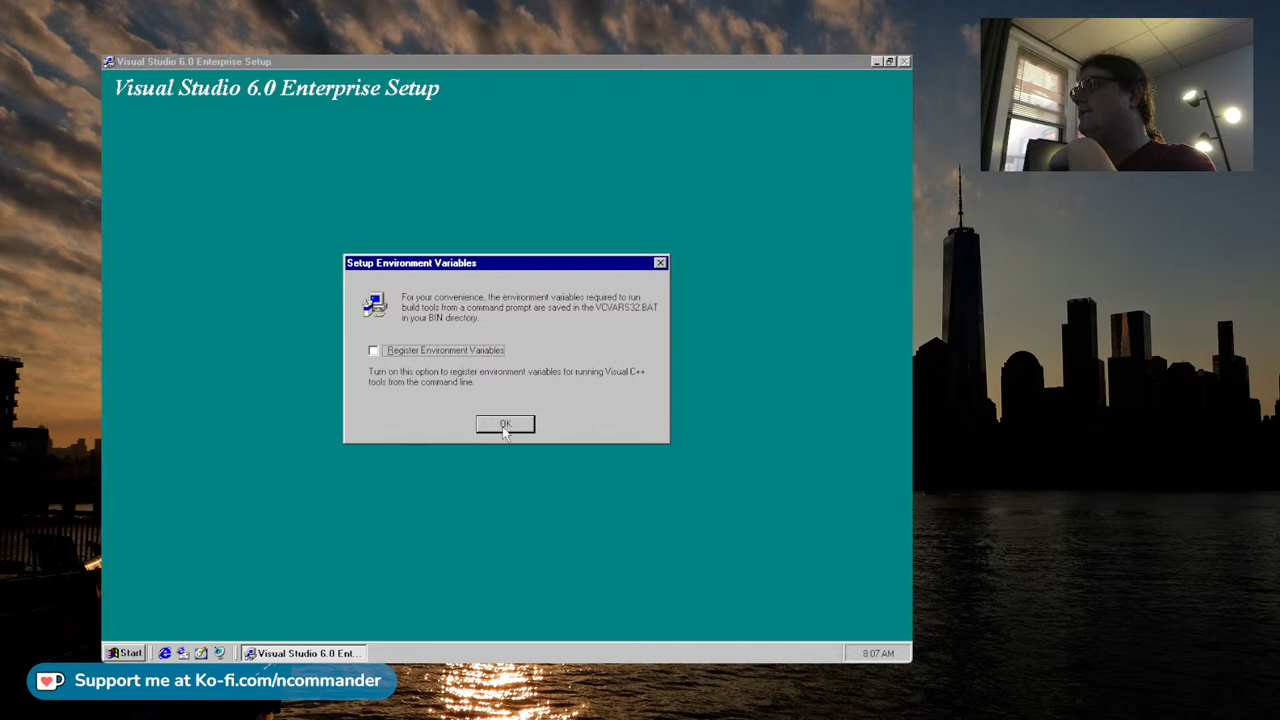 Visual Studio 6.0 Enterprise Setup
Visual Studio 6.0 Enterprise Setup
Setup Environment Variables
For your convenience, the environment variables required to run
build tools from a command prompt are saved in the VCVARS32.BAT
in your BIN directory.
Register Environment Variables
Turn on this option to register environment variables for running Visual C++
tools from the command line.
OK
Start
Visual Studio 6.0 Ent...
8:07 AM
Support me at Ko-fi.com/ncommander